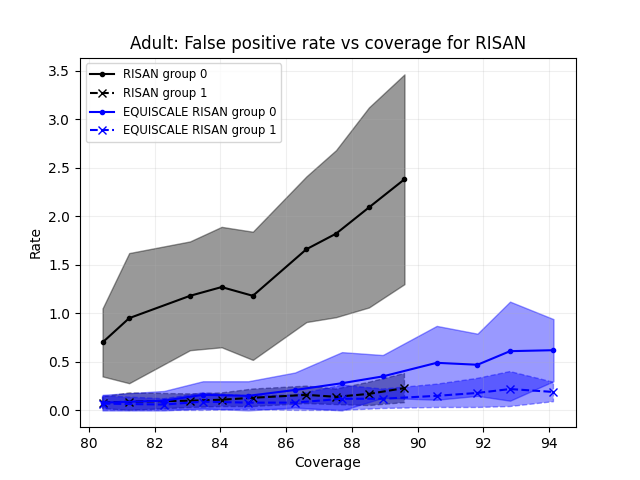 Adult: False positive rate vs coverage for RISAN
RISAN group 0
RISAN group 1
EQUISCALE RISAN group 0
EQUISCALE RISAN group 1
Rate
3.5
3.0
2.5
2.0
1.5
1.0
0.5
0.0
80 82 84 86 88 90 92 94
Coverage